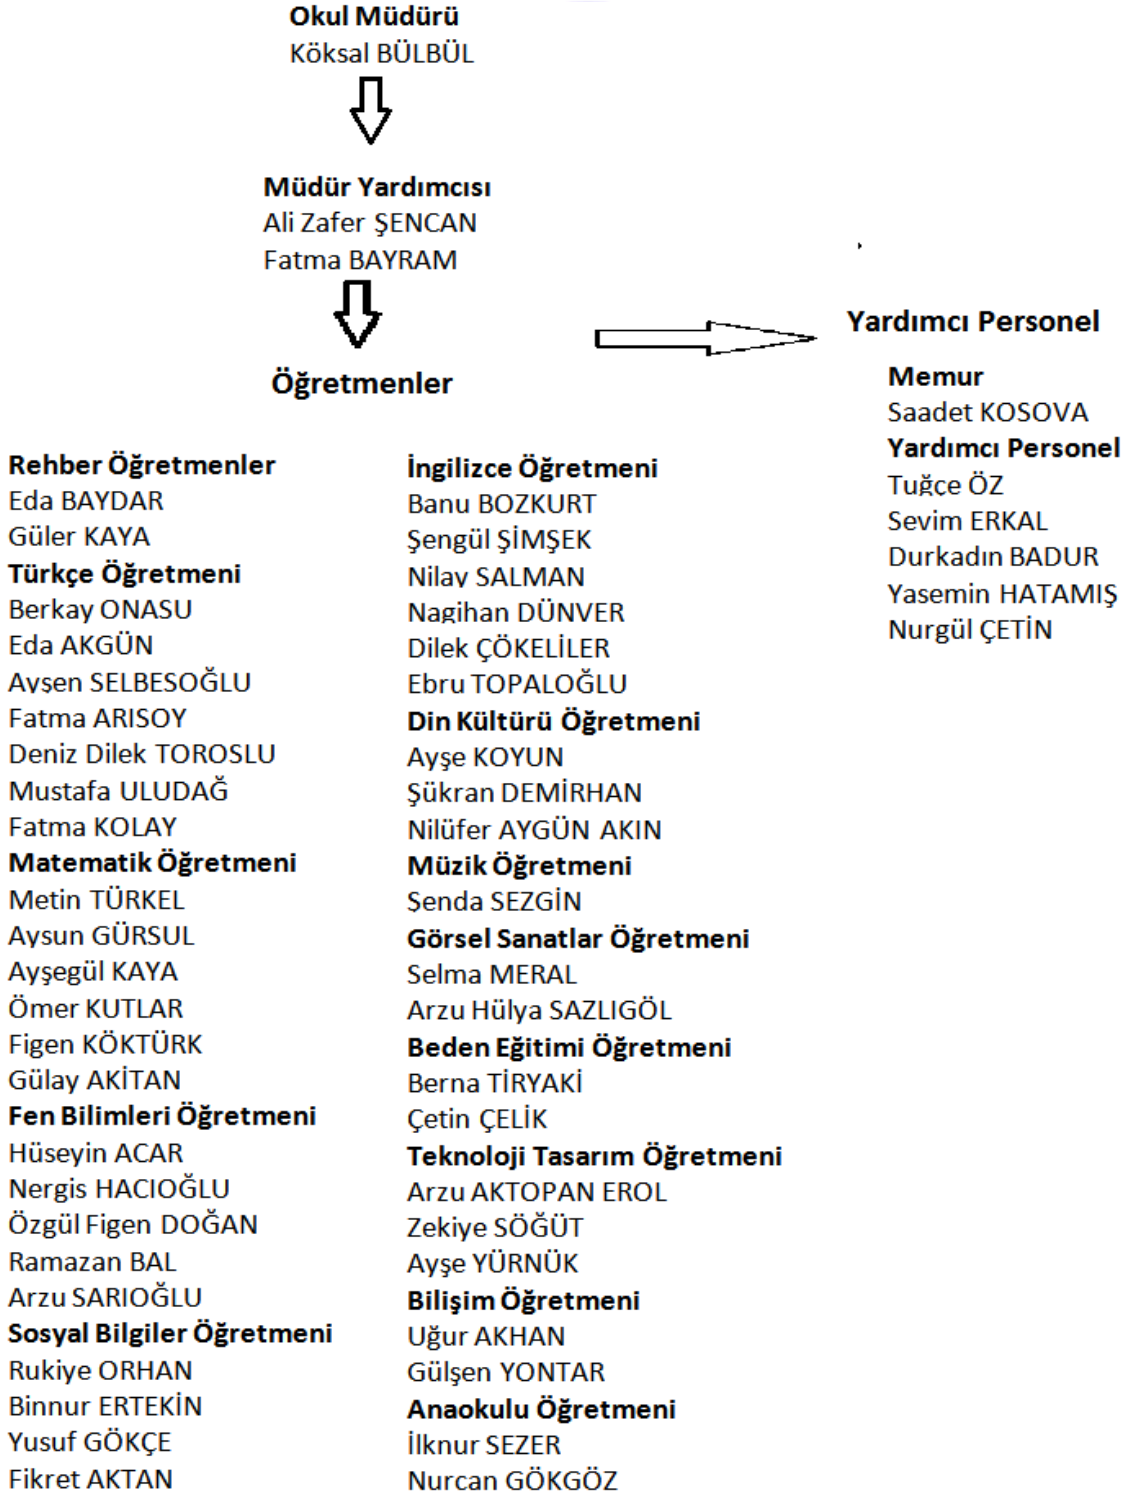 Okul Müdürü
Köksal BÜLBÜL
Müdür Yardımcısı
Ali Zafer ŞENCAN
Fatma BAYRAM
Öğretmenler
Rehber Öğretmenler
Eda BAYDAR
Güler KAYA
Türkçe Öğretmeni
Berkay ONASU
Eda AKGÜN
Ayşen SELBESOĞLU
Fatma ARISOY
Deniz Dilek TOROSLU
Mustafa ULUDAĞ
Fatma KOLAY
Matematik Öğretmeni
Metin TÜRKEL
Aysun GÜRSUL
Ayşegül KAYA
Ömer KUTLAR
Figen KÖKTÜRK
Gülay AKİTAN
Fen Bilimleri Öğretmeni
Hüseyin ACAR
Nergis HACIOĞLU
Özgül Figen DOĞAN
Ramazan BAL
Arzu SARIOĞLU
Sosyal Bilgiler Öğretmeni
Rukiye ORHAN
Binnur ERTEKİN
Yusuf GÖKÇE
Fikret AKTAN
İngilizce Öğretmeni
Banu BOZKURT
Şengül ŞİMŞEK
Nilay SALMAN
Nagihan DÜNVER
Dilek ÇÖKELİLER
Ebru TOPALOĞLU
Din Kültürü Öğretmeni
Ayşe KOYUN
Şükran DEMİRHAN
Nilüfer AYGÜN AKIN
Müzik Öğretmeni
Senda SEZGİN
Görsel Sanatlar Öğretmeni
Selma MERAL
Arzu Hülya SAZLIGÖL
Beden Eğitimi Öğretmeni
Berna TİRYAKİ
Çetin ÇELİK
Teknoloji Tasarım Öğretmeni
Arzu AKTOPAN EROL
Zekiye SÖĞÜT
Ayşe YÜRNÜK
Bilişim Öğretmeni
Uğur AKHAN
Gülşen YONTAR
Anaokulu Öğretmeni
İlknur SEZER
Nurcan GÖKGÖZ
Yardımcı Personel
Memur
Saadet KOSOVA
Yardımcı Personel
Tuğçe ÖZ
Sevim ERKAL
Durkadın BADUR
Yasemin HATAMIŞ
Nurgül ÇETİN